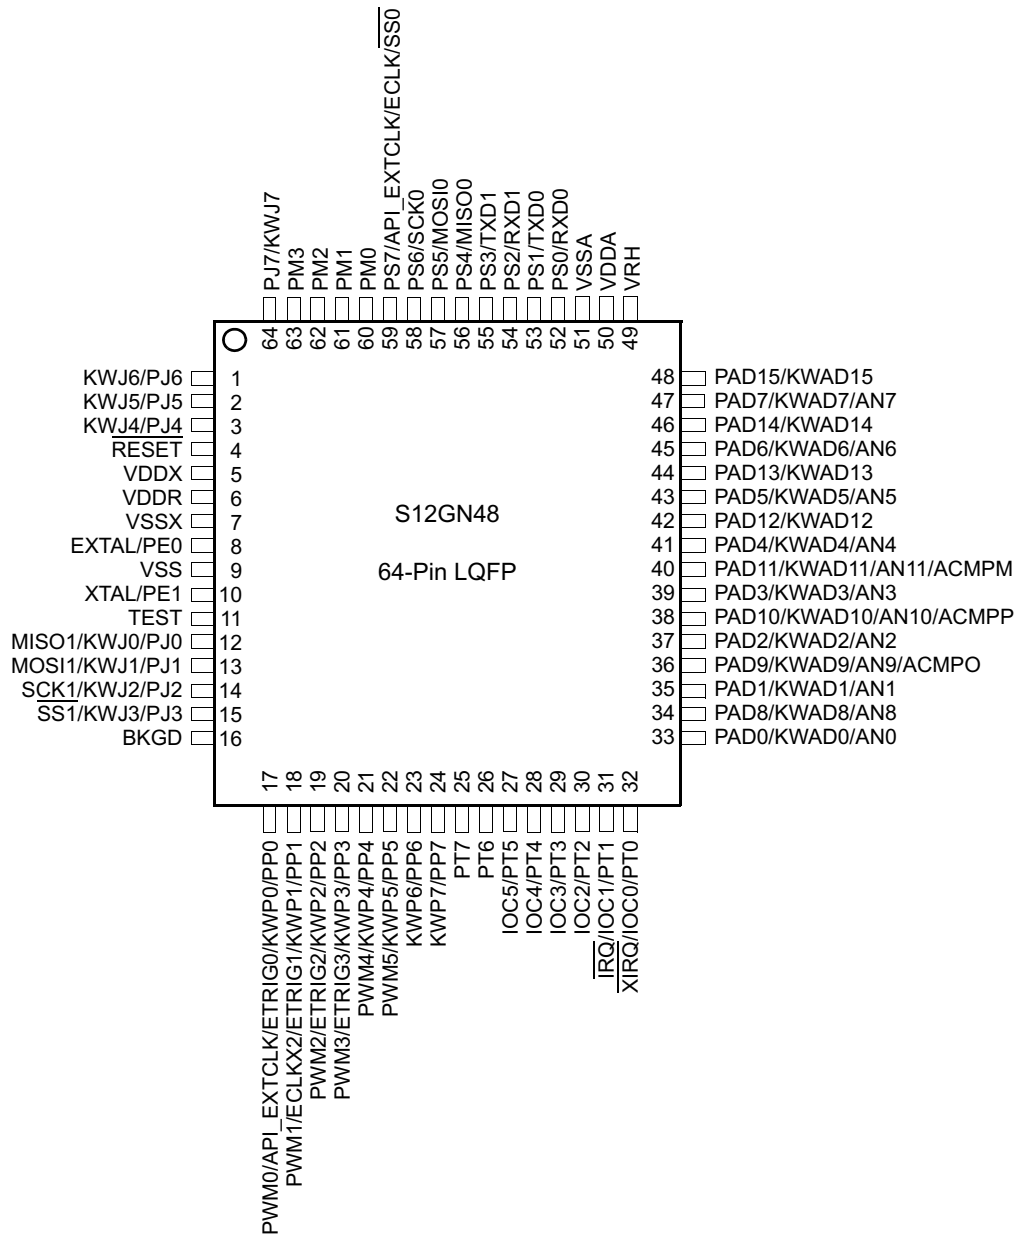 PJ7/KWJ7
PM3
PM2
PM1
PM0
PS7/API_EXTCLK/ECLK/SS0
PS6/SCK0
PS5/MOSI0
PS4/MISO0
PS3/TXD1
PS2/RXD1
PS1/TXD0
PS0/RXD0
VSSA
VDDA
VRH
64
63
62
61
60
59
58
57
56
55
54
53
52
51
50
49
KWJ6/PJ6 1
KWJ5/PJ5 2
KWJ4/PJ4 3
RESET 4
VDDX 5
VDDR 6
VSSX 7
EXTAL/PE0 8
VSS 9
XTAL/PE1 10
TEST 11
MISO1/KWJ0/PJ0 12
MOSI1/KWJ1/PJ1 13
SCK1/KWJ2/PJ2 14
SS1/KWJ3/PJ3 15
BKGD 16
S12GN48
64-Pin LQFP
48 PAD15/KWAD15
47 PAD7/KWAD7/AN7
46 PAD14/KWAD14
45 PAD6/KWAD6/AN6
44 PAD13/KWAD13
43 PAD5/KWAD5/AN5
42 PAD12/KWAD12
41 PAD4/KWAD4/AN4
40 PAD11/KWAD11/AN11/ACMPM
39 PAD3/KWAD3/AN3
38 PAD10/KWAD10/AN10/ACMPP
37 PAD2/KWAD2/AN2
36 PAD9/KWAD9/AN9/ACMPO
35 PAD1/KWAD1/AN1
34 PAD8/KWAD8/AN8
33 PAD0/KWAD0/AN0
17
18
19
20
21
22
23
24
25
26
27
28
29
30
31
32
PWM0/API_EXTCLK/ETRIG0/KWP0/PP0
PWM1/ECLKX2/ETRIG1/KWP1/PP1
PWM2/ETRIG2/KWP2/PP2
PWM3/ETRIG3/KWP3/PP3
PWM4/KWP4/PP4
PWM5/KWP5/PP5
KWP6/PP6
KWP7/PP7
PT7
PT6
IOC5/PT5
IOC4/PT4
IOC3/PT3
IOC2/PT2
IRQ/IOC1/PT1
XIRQ/IOC0/PT0